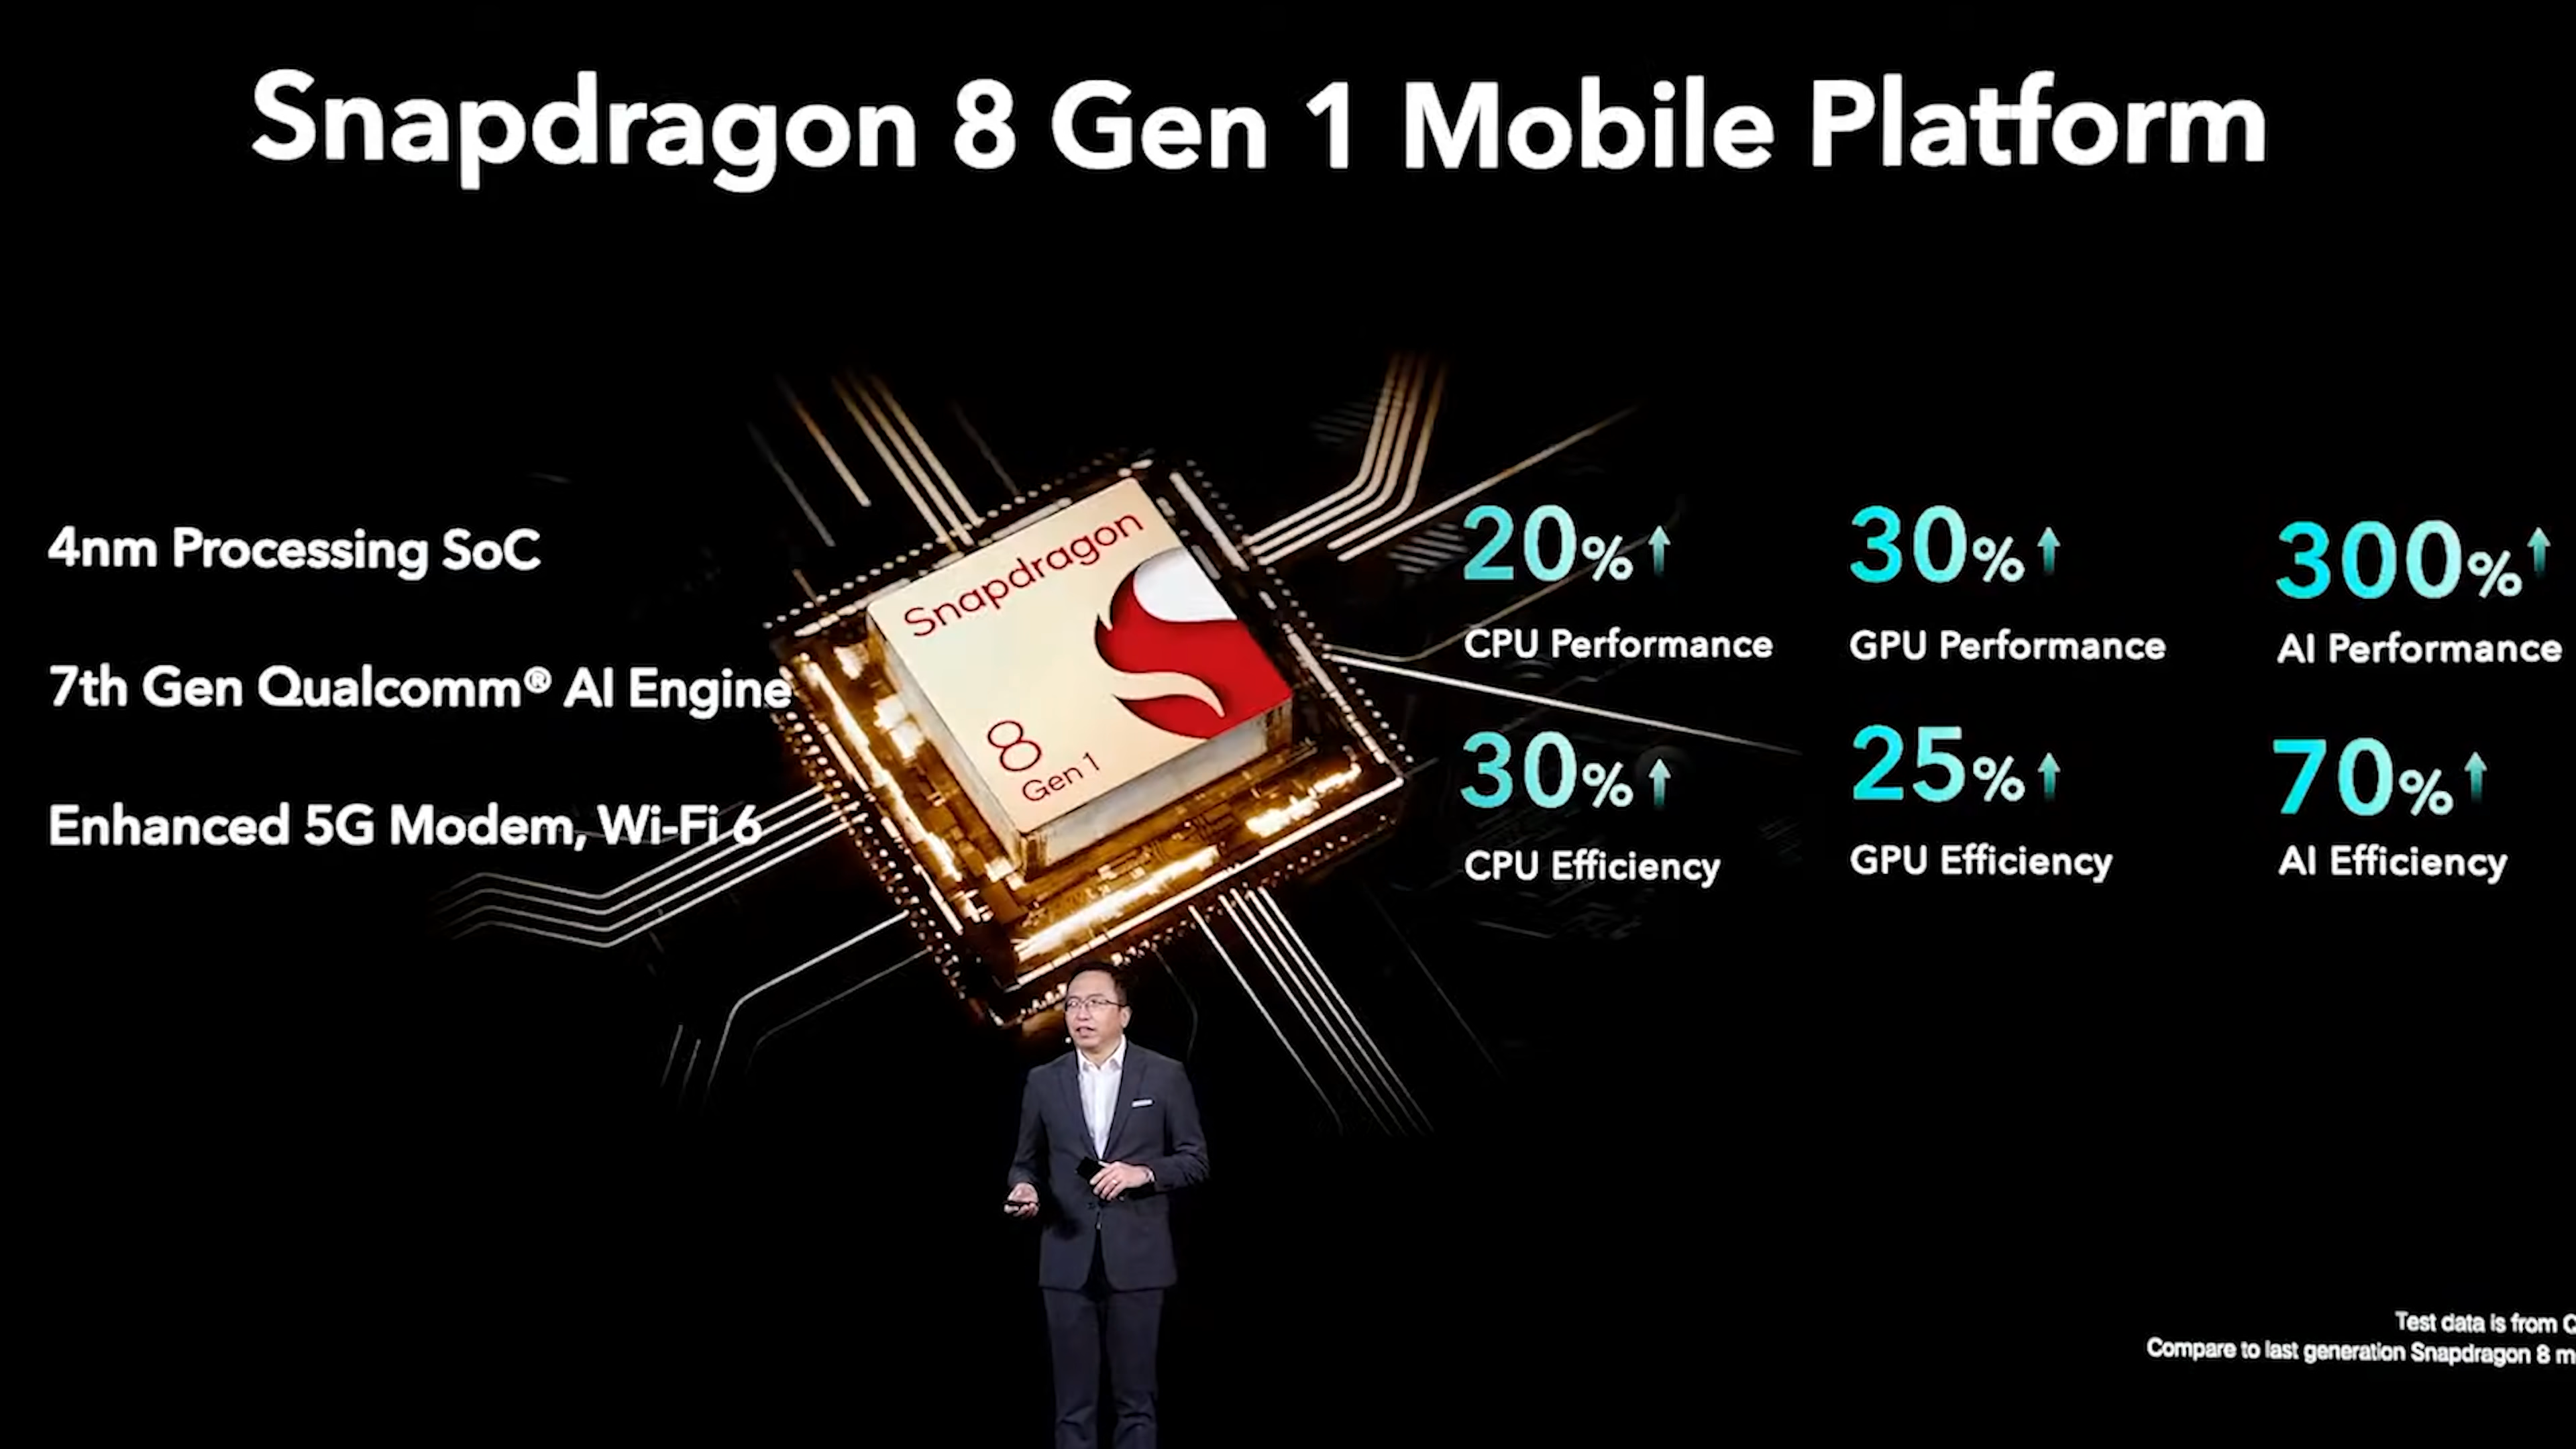 Snapdragon 8 Gen 1 Mobile Platform
4nm Processing SoC
7th Gen Qualcomm® AI Engine
Enhanced 5G Modem, Wi-Fi 6
Snapdragon
8
Gen 1
20%↑
CPU Performance
30%↑
GPU Performance
300%↑
AI Performance
30%↑
CPU Efficiency
25%↑
GPU Efficiency
70%↑
AI Efficiency
Test data is from
Compare to last generation Snapdragon 8